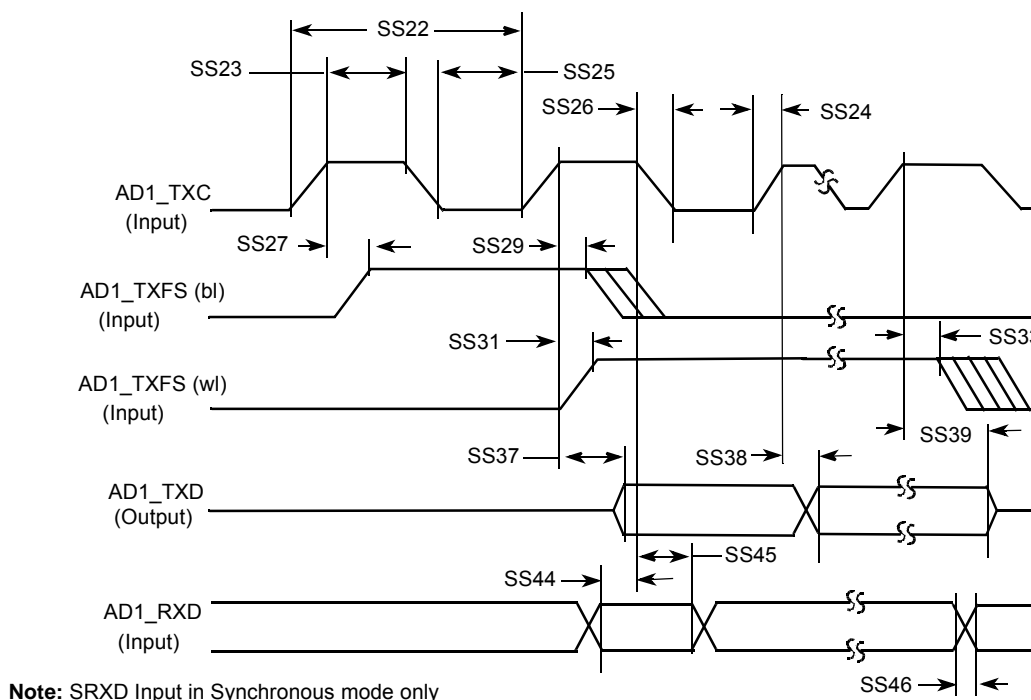 SS22
SS23
SS25
SS26
SS24
AD1_TXC
(Input)
SS27
SS29
AD1_TXFS (bl)
(Input)
SS31
SS33
AD1_TXFS (wl)
(Input)
SS39
SS37
SS38
AD1_TXD
(Output)
SS45
SS44
AD1_RXD
(Input)
SS46
Note: SRXD Input in Synchronous mode only